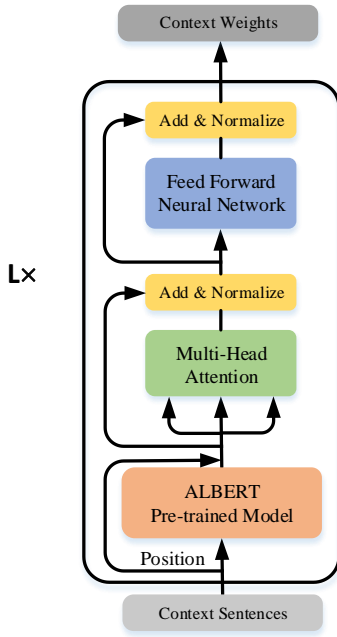 Context Weights
Add & Normalize
Feed Forward
Neural Network
L×
Add & Normalize
Multi-Head
Attention
ALBERT
Pre-trained Model
Position
Context Sentences